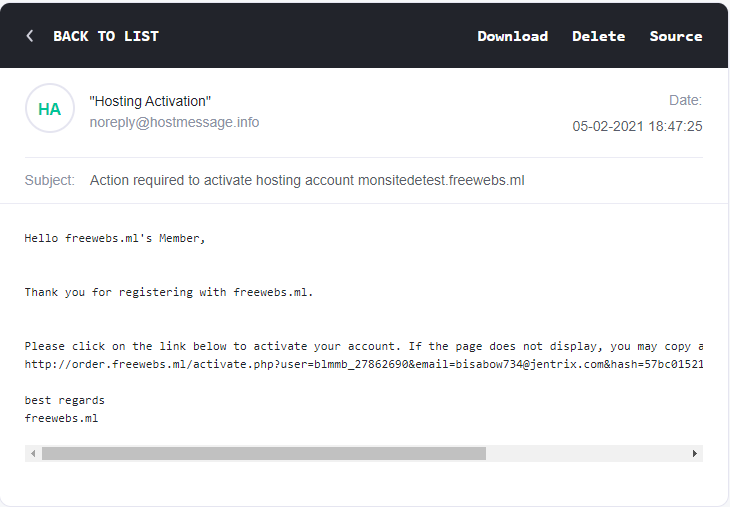 BACK TO LIST Download Delete Source
HA
"Hosting Activation"
noreply@hostmessage.info
Date:
05-02-2021 18:47:25
Subject: Action required to activate hosting account monsitedetest.freewebs.ml
Hello freewebs.ml's Member,
Thank you for registering with freewebs.ml.
Please click on the link below to activate your account. If the page does not display, you may copy a
http://order.freewebs.ml/activate.php?user=blmmb_27862690&email=bisabow734@jentrix.com&hash=57bc01521
best regards
freewebs.ml